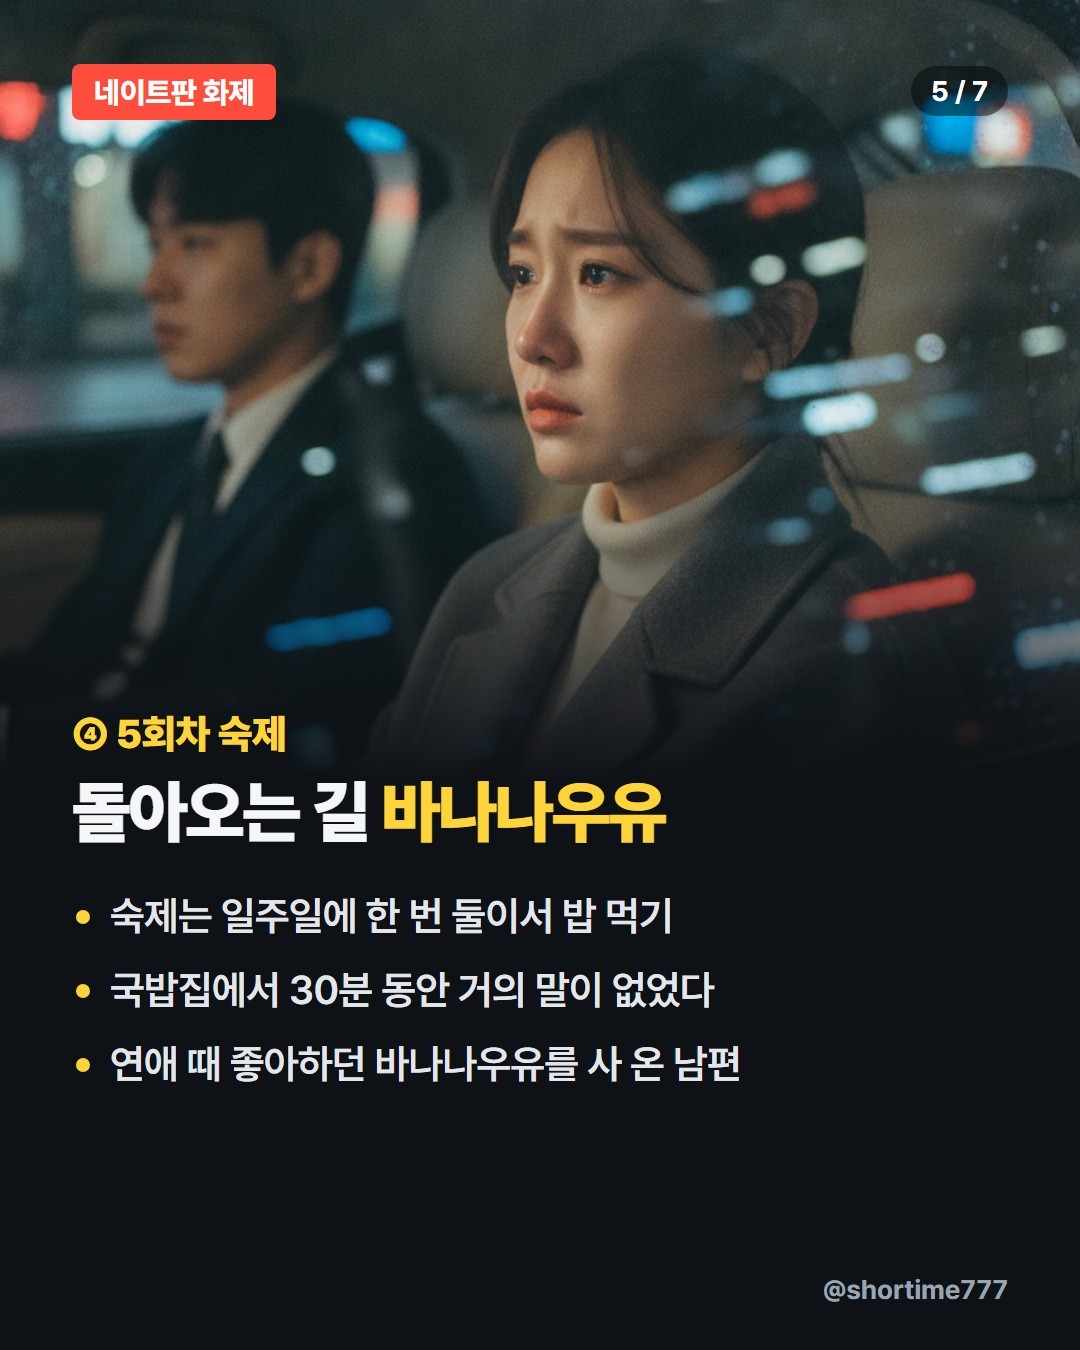 네이트판 화제
5 / 7
④ 5회차 숙제
돌아오는 길 바나나우유
• 숙제는 일주일에 한 번 둘이서 밥 먹기
• 국밥집에서 30분 동안 거의 말이 없었다
• 연애 때 좋아하던 바나나우유를 사 온 남편
@shortime777